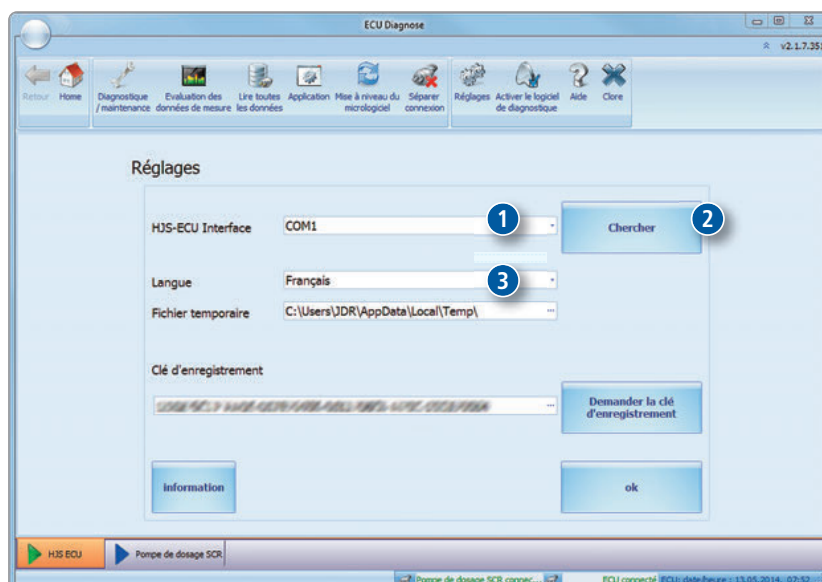 ECU Diagnose
v2.1.7.351
Retour
Home
Diagnostique
/ maintenance
Evaluation des
données de mesure
Lire toutes
les données
Application
Mise à niveau du
micrologiciel
Séparer
connexion
Réglages
Activer le logiciel
de diagnostique
Aide
Clore
Réglages
HJS-ECU Interface
COM1
1
Chercher
2
Langue
Français
3
Fichier temporaire
C:\Users\JDR\AppData\Local\Temp\
...
Clé d'enregistrement
...
Demander la clé
d'enregistrement
information
ok
HJS ECU
Pompe de dosage SCR
Pompe de dosage SCR connec...
ECU connecté
ECU: date/heure : 13.05.2014 07:52